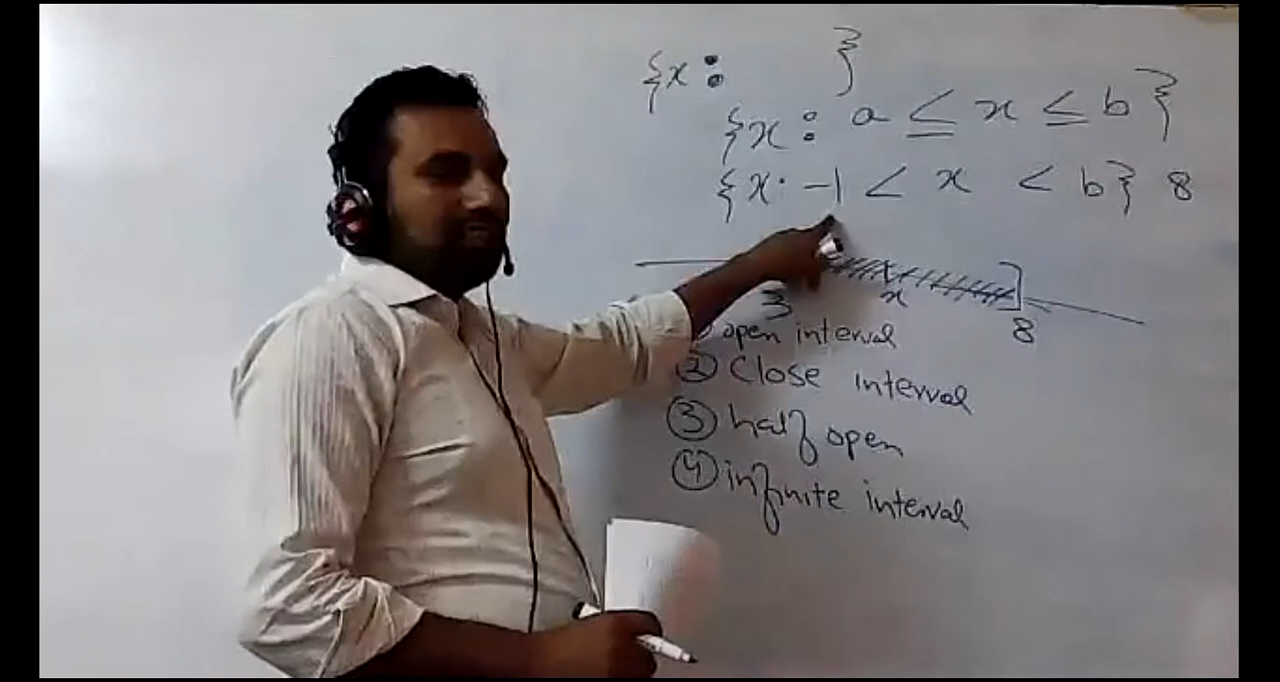 {x: }
{x: a ≤ x ≤ b}
{x: -1 < x < b} 8
3 x 8
open interval
② Close interval
③ half open
④ infinite interval